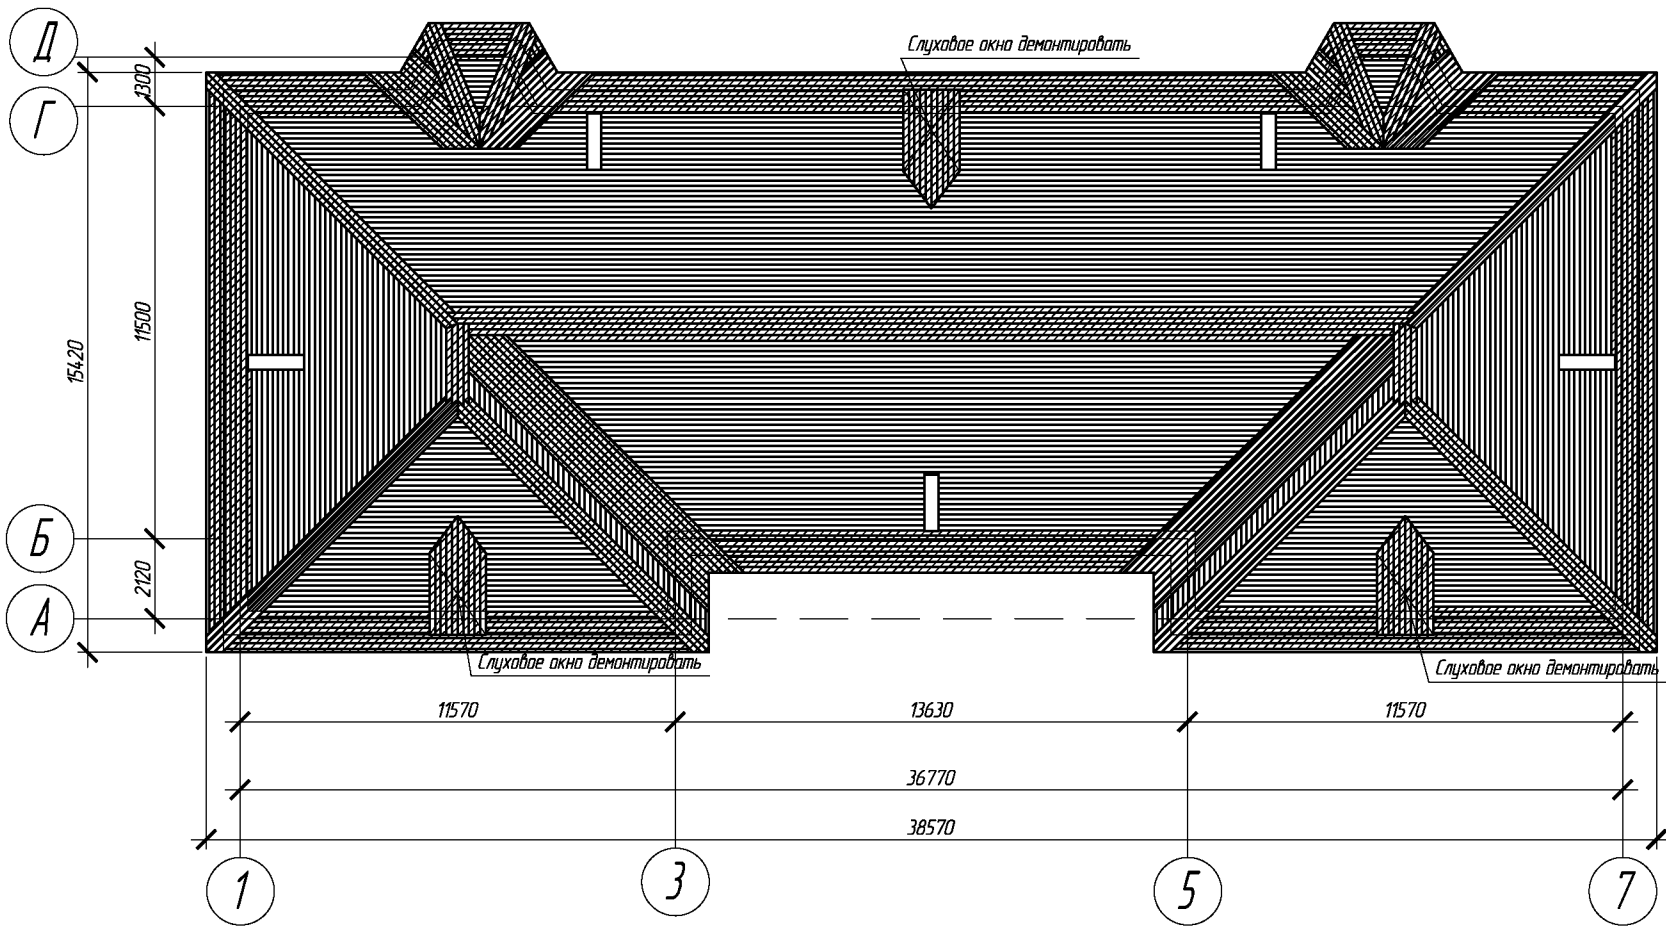 Д
Слуховое окно демонтировать
1300
Г
11500
15420
Б
2120
А
Слуховое окно демонтировать
Слуховое окно демонтировать
11570
13630
11570
36770
38570
1
3
5
7